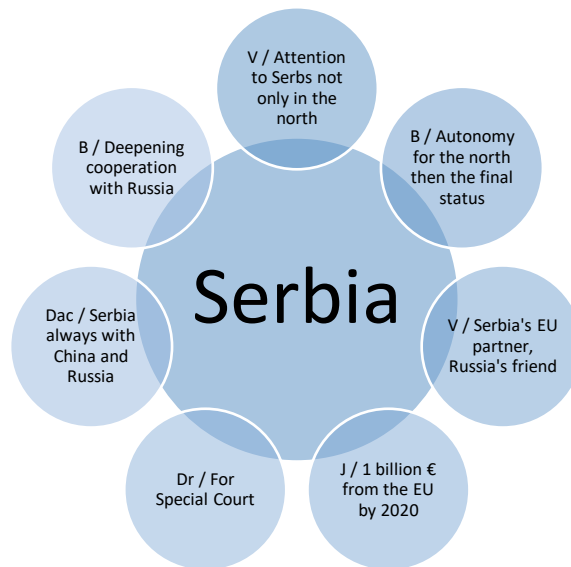 V / Attention
to Serbs not
only in the
north
B / Autonomy
for the north
then the final
status
V / Serbia's EU
partner,
Russia's friend
J / 1 billion €
from the EU
by 2020
Dr / For
Special Court
Dac / Serbia
always with
China and
Russia
B / Deepening
cooperation
with Russia
Serbia